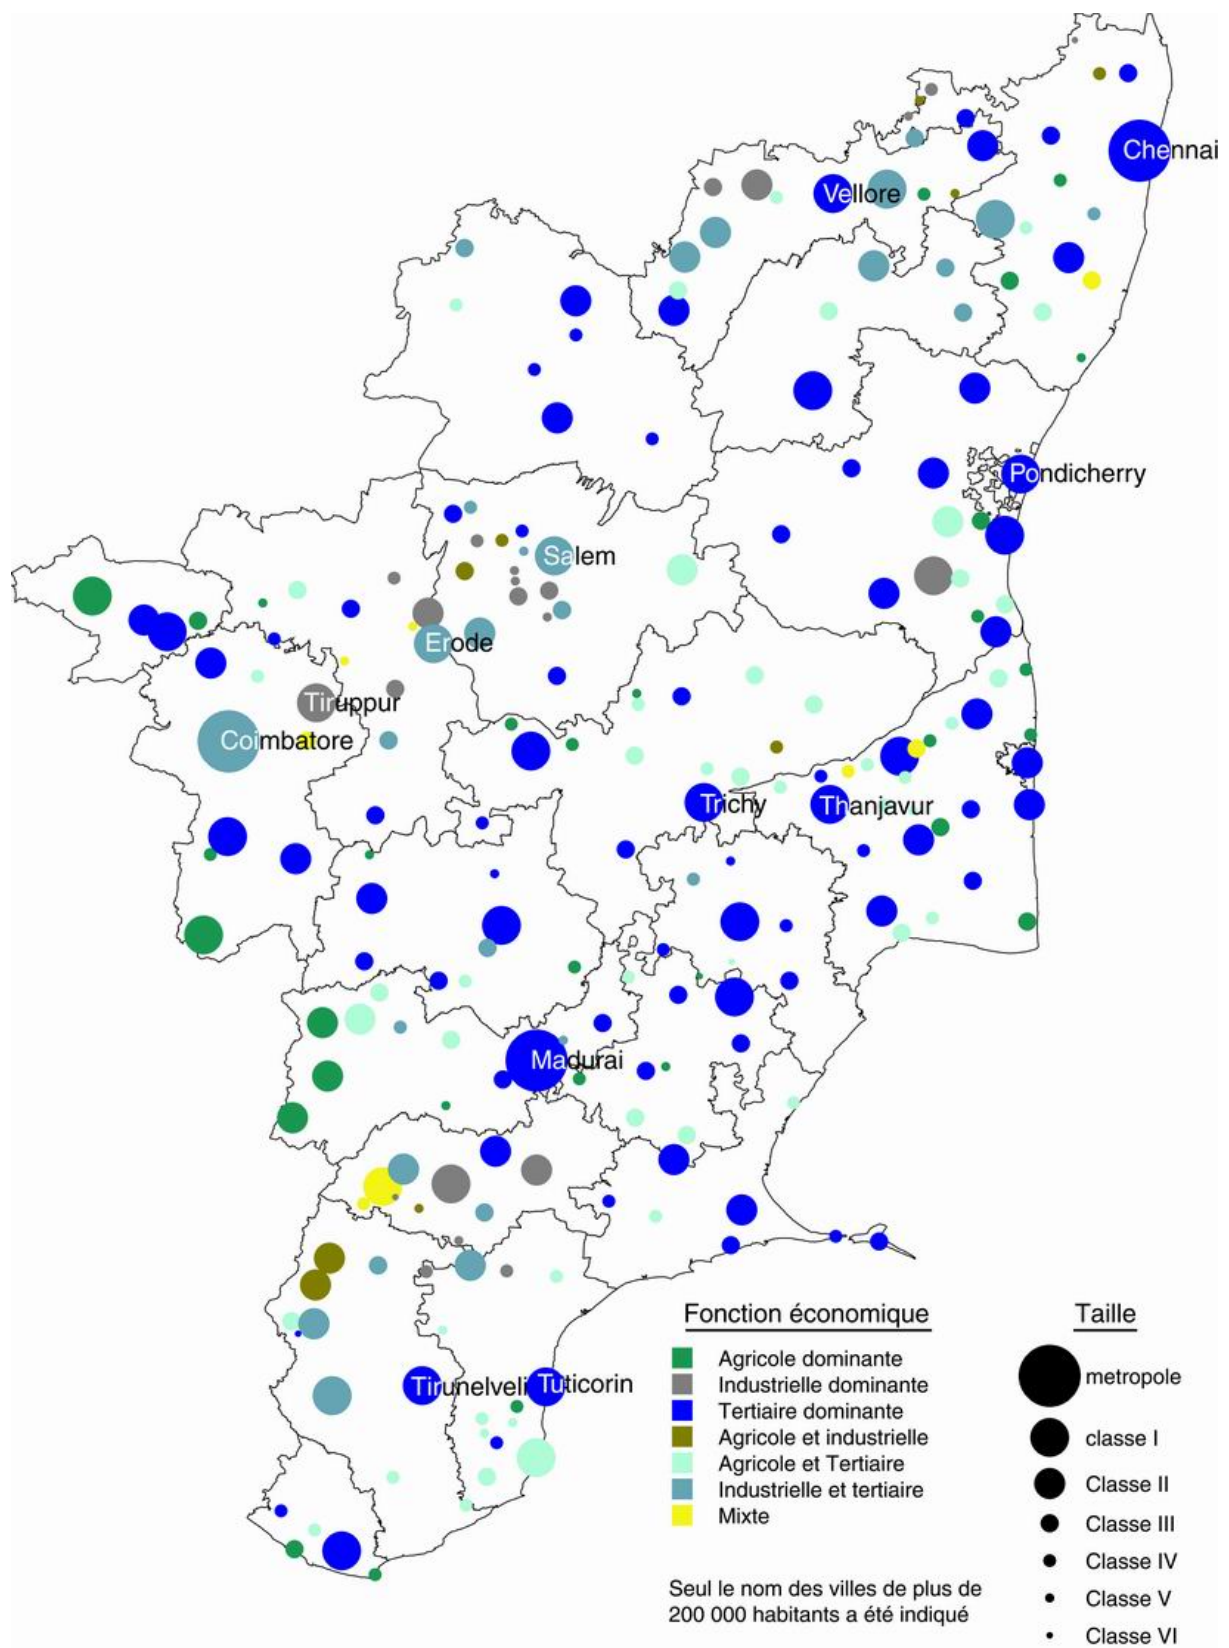 Chennai
Vellore
Pondicherry
Salem
Erode
Tiruppur
Coimbatore
Trichy
Thanjavur
Madurai
Tirunelveli
Tuticorin
Fonction économique
Agricole dominante
Industrielle dominante
Tertiaire dominante
Agricole et industrielle
Agricole et Tertiaire
Industrielle et tertiaire
Mixte
Seul le nom des villes de plus de
200 000 habitants a été indiqué
Taille
metropole
classe I
Classe II
Classe III
Classe IV
Classe V
Classe VI